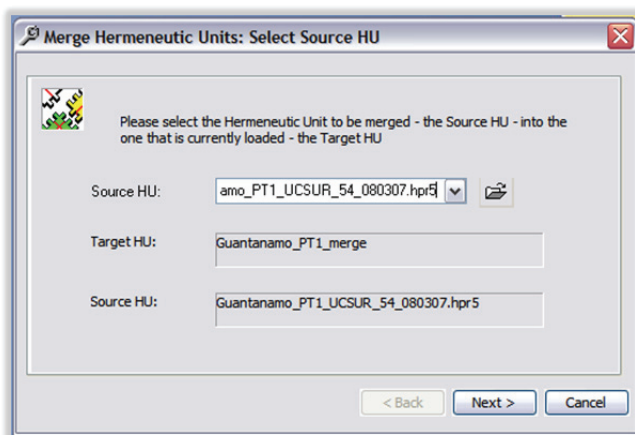 Merge Hermeneutic Units: Select Source HU
Please select the Hermeneutic Unit to be merged - the Source HU - into the
one that is currently loaded - the Target HU
Source HU: amo_PT1_UCSUR_54_080307.hpr5
Target HU: Guantanamo_PT1_merge
Source HU: Guantanamo_PT1_UCSUR_54_080307.hpr5
< Back Next > Cancel